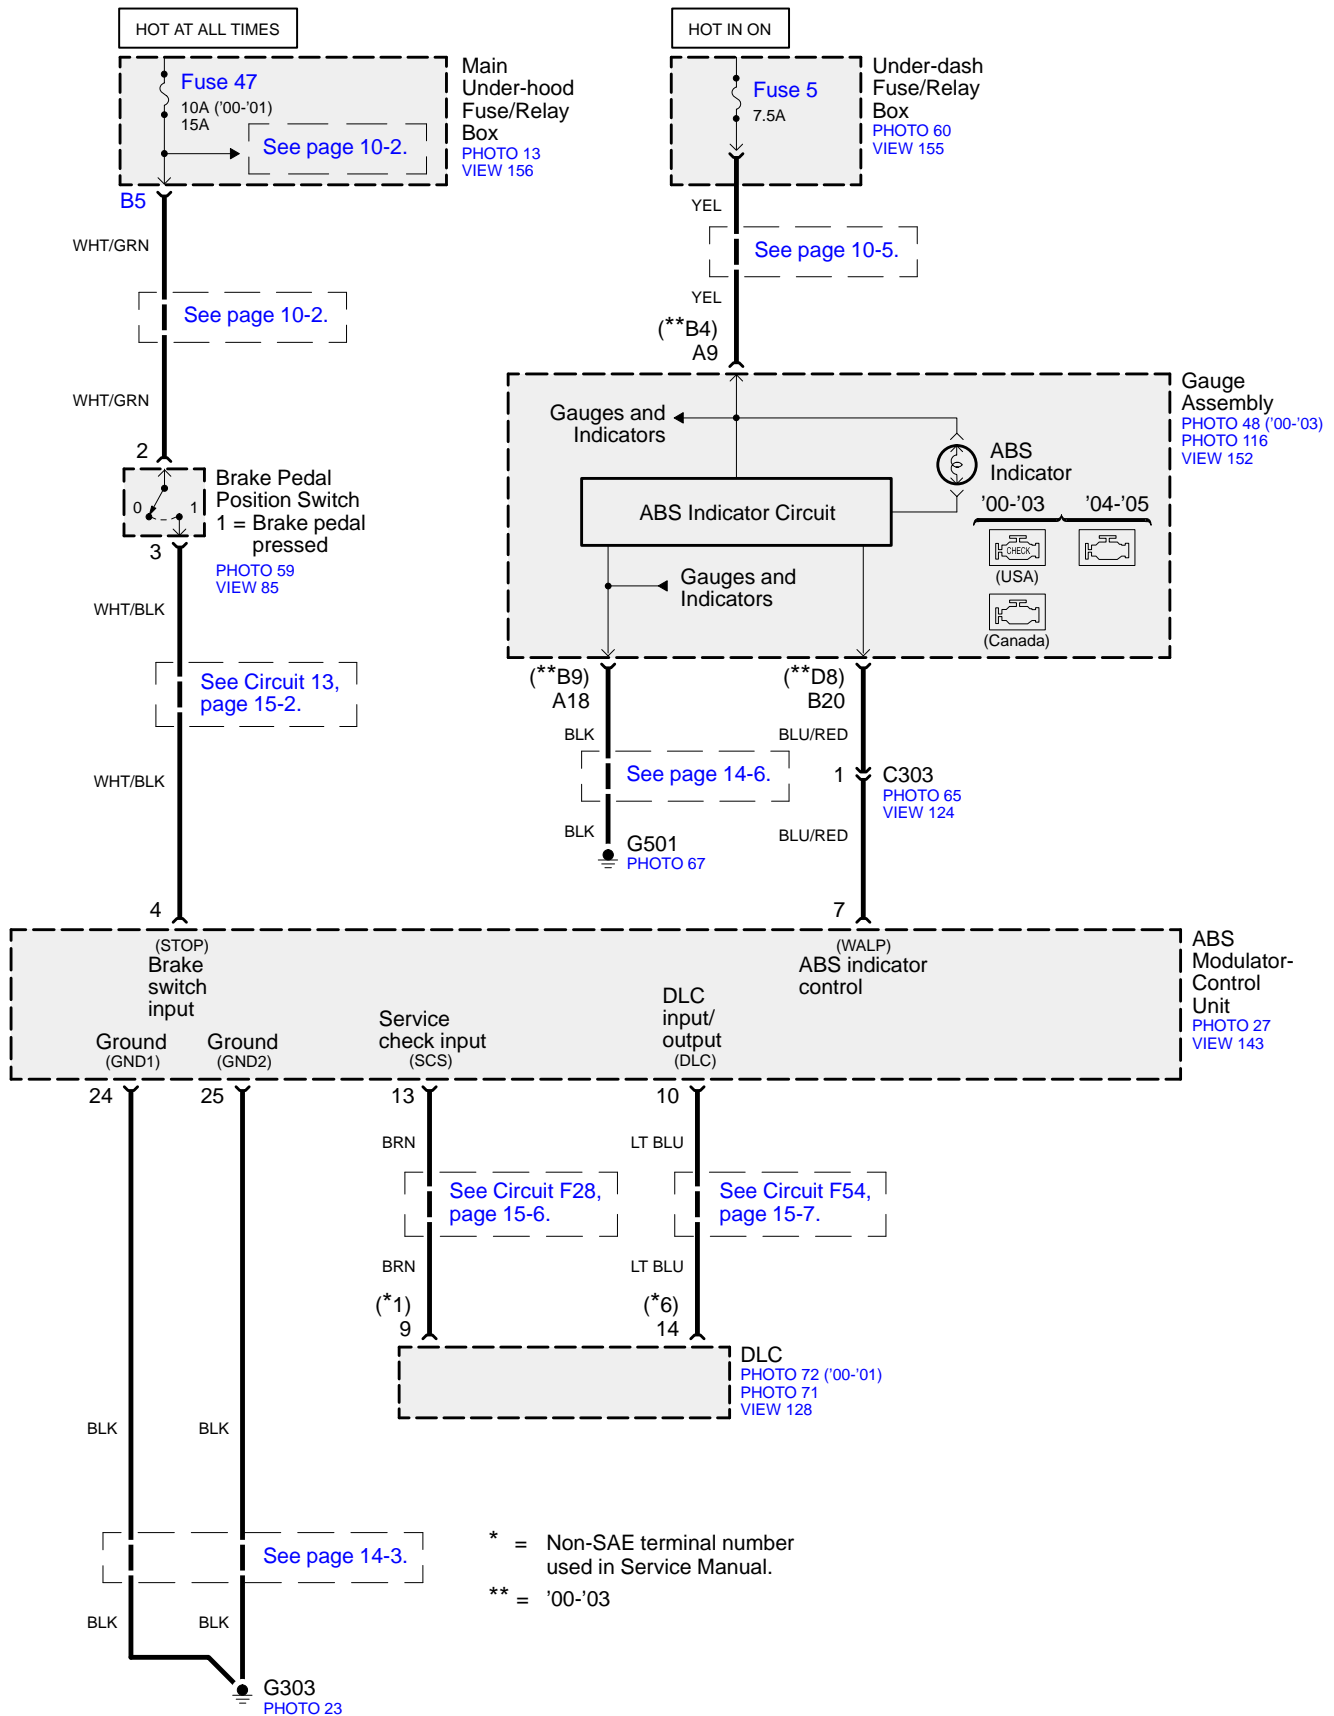 HOT AT ALL TIMES
HOT IN ON
Fuse 47
10A ('00-'01)
15A
See page 10-2.
Main
Under-hood
Fuse/Relay
Box
PHOTO 13
VIEW 156
Fuse 5
7.5A
Under-dash
Fuse/Relay
Box
PHOTO 60
VIEW 155
B5
WHT/GRN
See page 10-2.
WHT/GRN
2
YEL
See page 10-5.
YEL
(**B4)
A9
0
1
Brake Pedal
Position Switch
1 = Brake pedal
pressed
PHOTO 59
VIEW 85
3
WHT/BLK
See Circuit 13,
page 15-2.
WHT/BLK
4
Gauges and
Indicators
ABS
Indicator
ABS Indicator Circuit
'00-'03
'04-'05
CHECK
(USA)
(Canada)
Gauges and
Indicators
Gauge
Assembly
PHOTO 48 ('00-'03)
PHOTO 116
VIEW 152
(**B9)
A18
BLK
See page 14-6.
BLK
G501
PHOTO 67
(**D8)
B20
BLU/RED
1
C303
PHOTO 65
VIEW 124
BLU/RED
7
(STOP)
Brake
switch
input
(WALP)
ABS indicator
control
Ground
(GND1)
Ground
(GND2)
Service
check input
(SCS)
DLC
input/
output
(DLC)
ABS
Modulator-
Control
Unit
PHOTO 27
VIEW 143
24
25
13
10
BRN
LT BLU
See Circuit F28,
page 15-6.
See Circuit F54,
page 15-7.
BRN
LT BLU
(*1)
9
(*6)
14
DLC
PHOTO 72 ('00-'01)
PHOTO 71
VIEW 128
BLK
BLK
See page 14-3.
BLK
BLK
G303
PHOTO 23
* = Non-SAE terminal number
used in Service Manual.
** = '00-'03